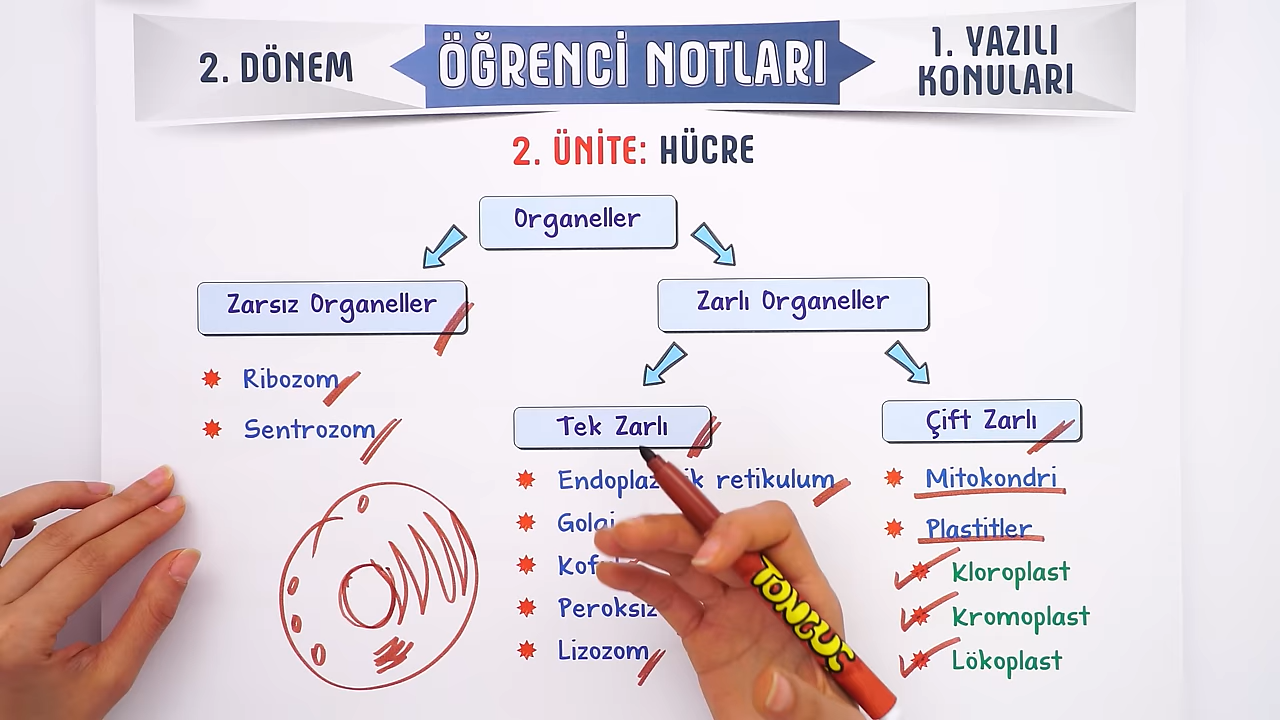 2. DÖNEM
ÖĞRENCİ NOTLARI
1. YAZILI
KONULARI
2. ÜNİTE: HÜCRE
Organeller
Zarsız Organeller
Zarlı Organeller
Ribozom
Sentrozom
Tek Zarlı
retikulum
Lizozom
Çift Zarlı
Mitokondri
Plastitler
Kloroplast
Kromoplast
Lökoplast
TONGUÇ